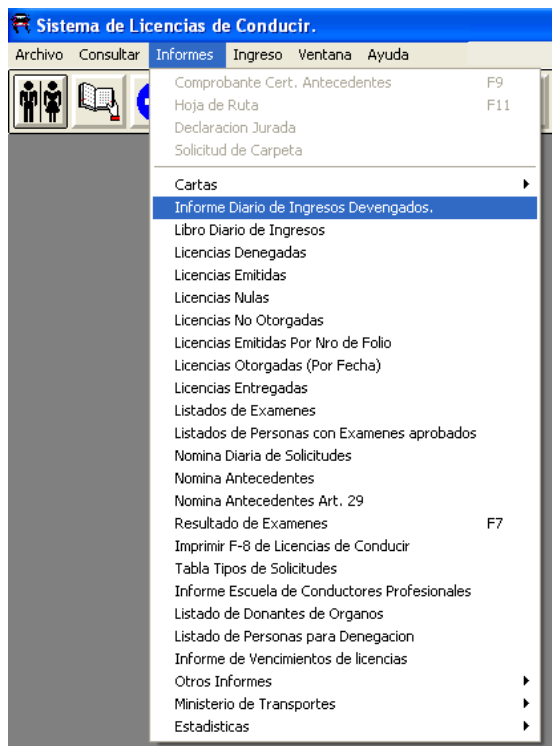 Sistema de Licencias de Conducir.
Archivo Consultar Informes Ingreso Ventana Ayuda
Comprobante Cert. Antecedentes F9
Hoja de Ruta F11
Declaracion Jurada
Solicitud de Carpeta
Cartas
Informe Diario de Ingresos Devengados.
Libro Diario de Ingresos
Licencias Denegadas
Licencias Emitidas
Licencias Nulas
Licencias No Otorgadas
Licencias Emitidas Por Nro de Folio
Licencias Otorgadas (Por Fecha)
Licencias Entregadas
Listados de Examenes
Listados de Personas con Examenes aprobados
Nomina Diaria de Solicitudes
Nomina Antecedentes
Nomina Antecedentes Art. 29
Resultado de Examenes F7
Imprimir F-8 de Licencias de Conducir
Tabla Tipos de Solicitudes
Informe Escuela de Conductores Profesionales
Listado de Donantes de Organos
Listado de Personas para Denegacion
Informe de Vencimientos de licencias
Otros Informes
Ministerio de Transportes
Estadisticas